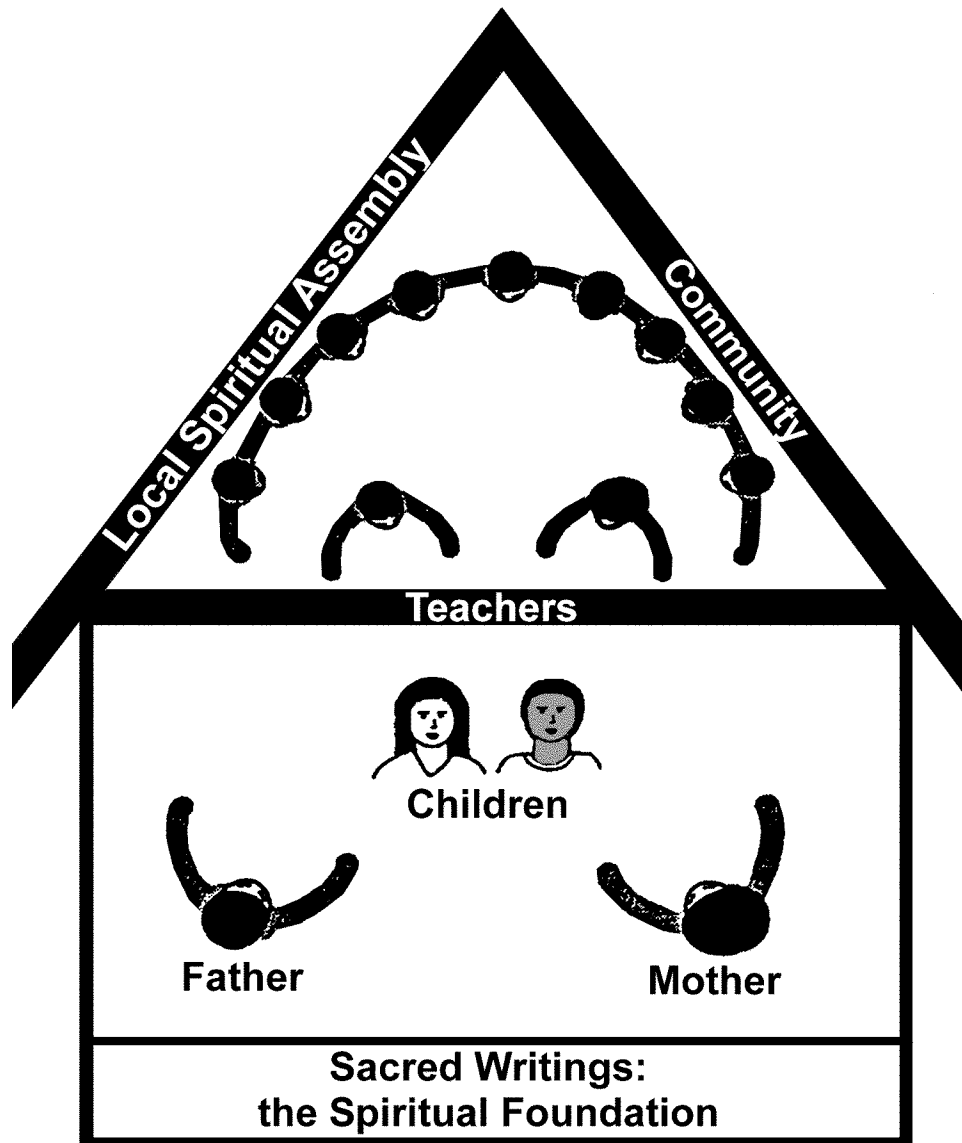 Local Spiritual Assembly
Community
Teachers
Children
Father
Mother
Sacred Writings:
the Spiritual Foundation